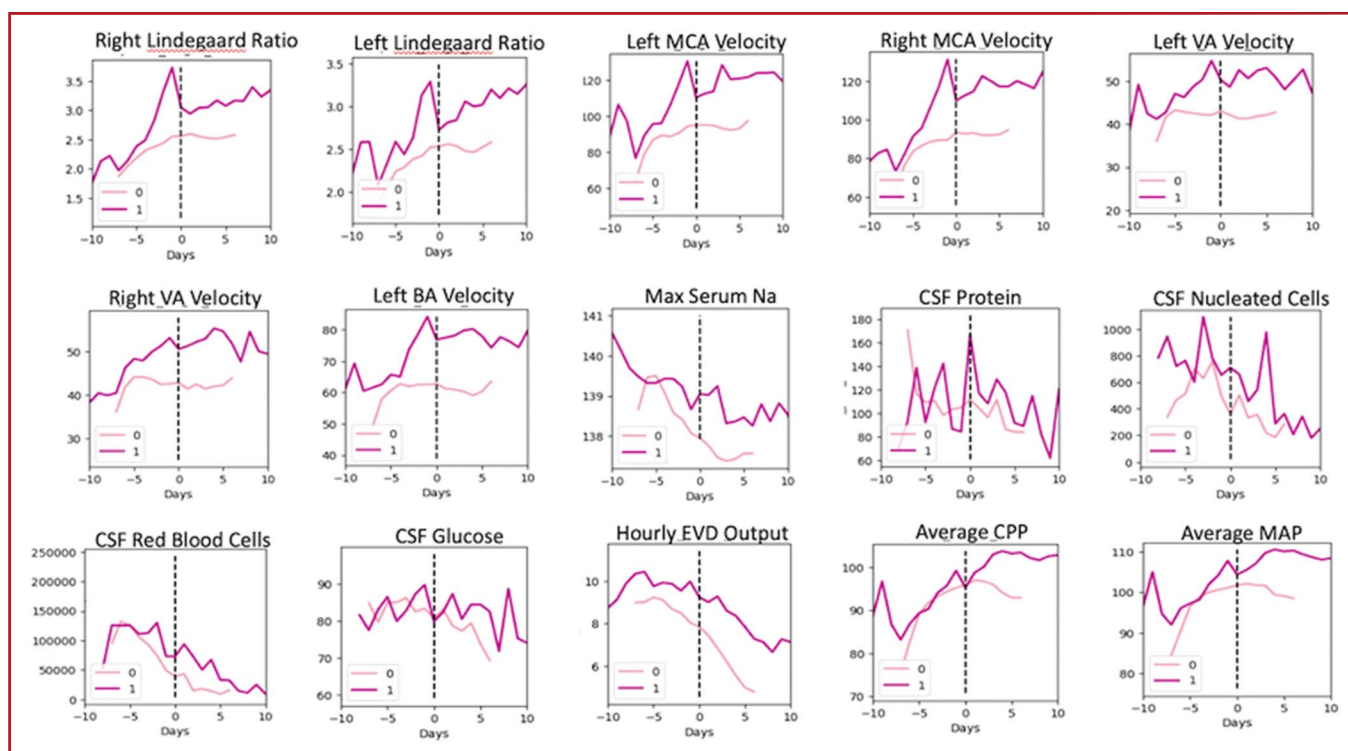 Right Lindegaard Ratio
3.5
3.0
2.5
2.0
1.5
0
1
−10 −5 0 5 10
Days
Left Lindegaard Ratio
3.5
3.0
2.5
2.0
0
1
−10 −5 0 5 10
Days
Left MCA Velocity
120
100
80
60
0
1
−10 −5 0 5 10
Days
Right MCA Velocity
120
100
80
60
0
1
−10 −5 0 5 10
Days
Left VA Velocity
50
40
30
20
0
1
−10 −5 0 5 10
Days
Right VA Velocity
50
40
30
0
1
−10 −5 0 5 10
Days
Left BA Velocity
80
70
60
50
40
0
1
−10 −5 0 5 10
Days
Max Serum Na
141
140
139
138
0
1
−10 −5 0 5 10
Days
CSF Protein
180
160
140
120
100
80
60
0
1
−10 −5 0 5 10
Days
CSF Nucleated Cells
1000
800
600
400
200
0
0
1
−10 −5 0 5 10
Days
CSF Red Blood Cells
250000
200000
150000
100000
50000
0
0
1
−10 −5 0 5 10
Days
CSF Glucose
90
80
70
60
0
1
−10 −5 0 5 10
Days
Hourly EVD Output
10
8
6
0
1
−10 −5 0 5 10
Days
Average CPP
100
90
80
70
0
1
−10 −5 0 5 10
Days
Average MAP
110
100
90
80
0
1
−10 −5 0 5 10
Days